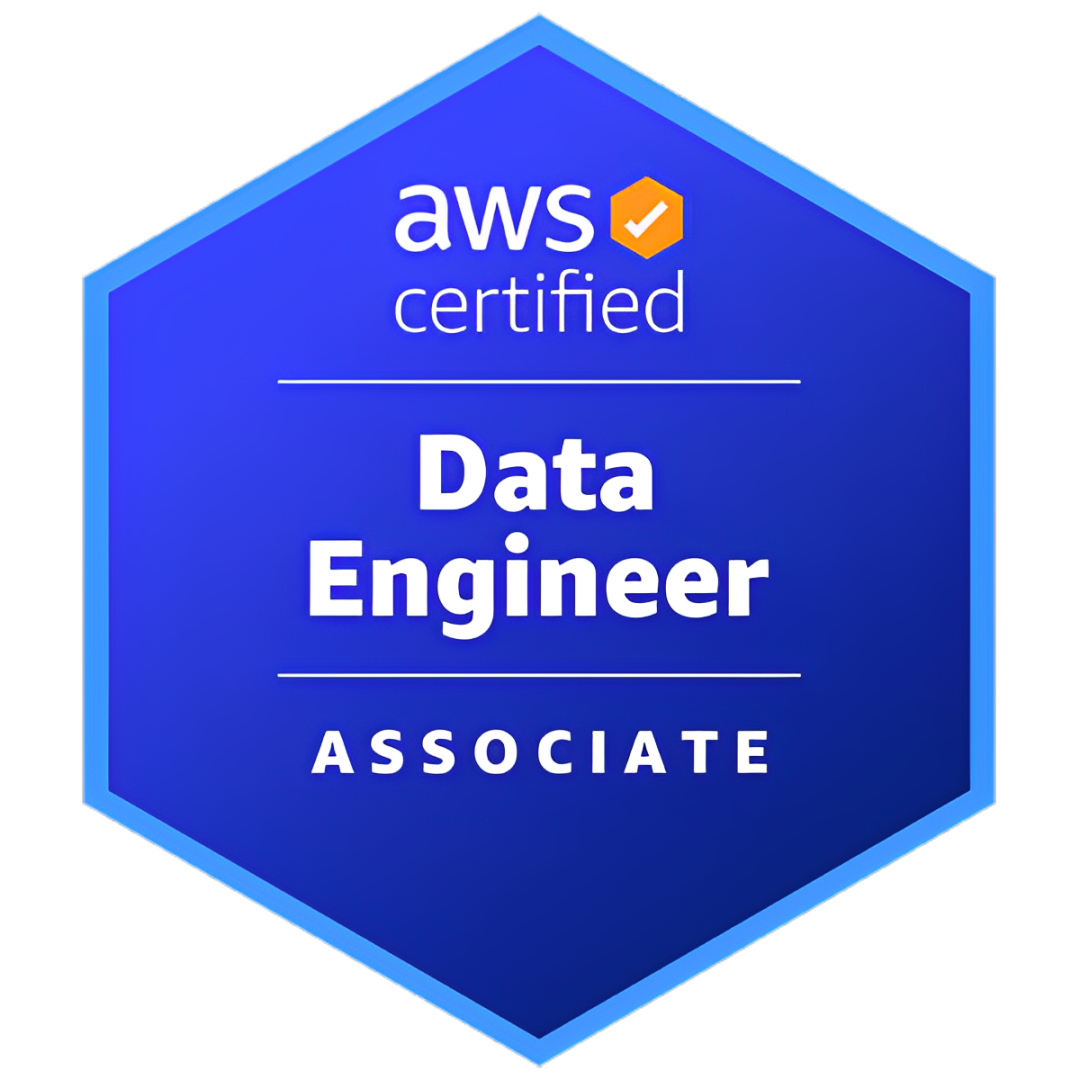 aws
certified
Data
Engineer
ASSOCIATE